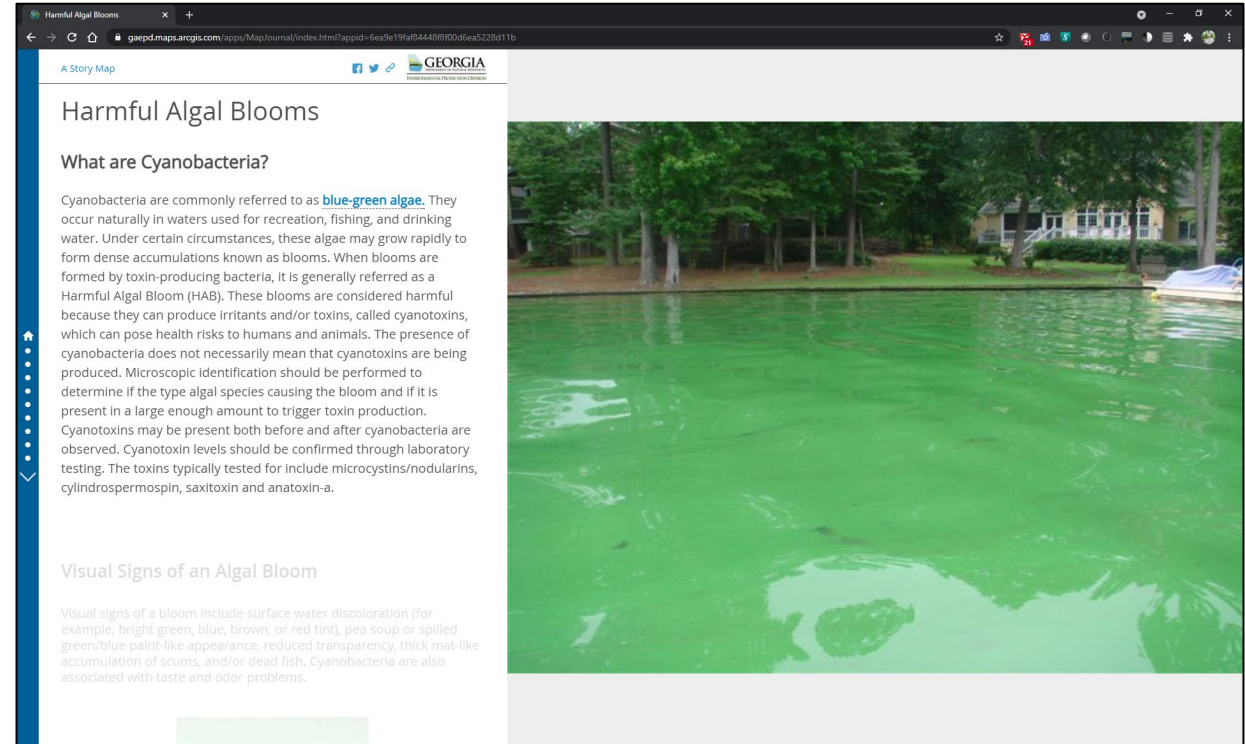 Harmful Algal Blooms
gaepd.maps.arcgis.com/apps/MapJournal/index.html?appid=6ea9e19faf84448f8f00d6ea5228d11b
21
S
A Story Map
GEORGIA
DEPARTMENT OF NATURAL RESOURCES
ENVIRONMENTAL PROTECTION DIVISION
Harmful Algal Blooms
What are Cyanobacteria?
Cyanobacteria are commonly referred to as blue-green algae. They
occur naturally in waters used for recreation, fishing, and drinking
water. Under certain circumstances, these algae may grow rapidly to
form dense accumulations known as blooms. When blooms are
formed by toxin-producing bacteria, it is generally referred as a
Harmful Algal Bloom (HAB). These blooms are considered harmful
because they can produce irritants and/or toxins, called cyanotoxins,
which can pose health risks to humans and animals. The presence of
cyanobacteria does not necessarily mean that cyanotoxins are being
produced. Microscopic identification should be performed to
determine if the type algal species causing the bloom and if it is
present in a large enough amount to trigger toxin production.
Cyanotoxins may be present both before and after cyanobacteria are
observed. Cyanotoxin levels should be confirmed through laboratory
testing. The toxins typically tested for include microcystins/nodularins,
cylindrospermospin, saxitoxin and anatoxin-a.
Visual Signs of an Algal Bloom
Visual signs of a bloom include surface water discoloration (for
example, bright green, blue, brown, or red tint), pea soup or spilled
green/blue paint-like appearance, reduced transparency, thick mat-like
accumulation of scums, and/or dead fish. Cyanobacteria are also
associated with taste and odor problems.